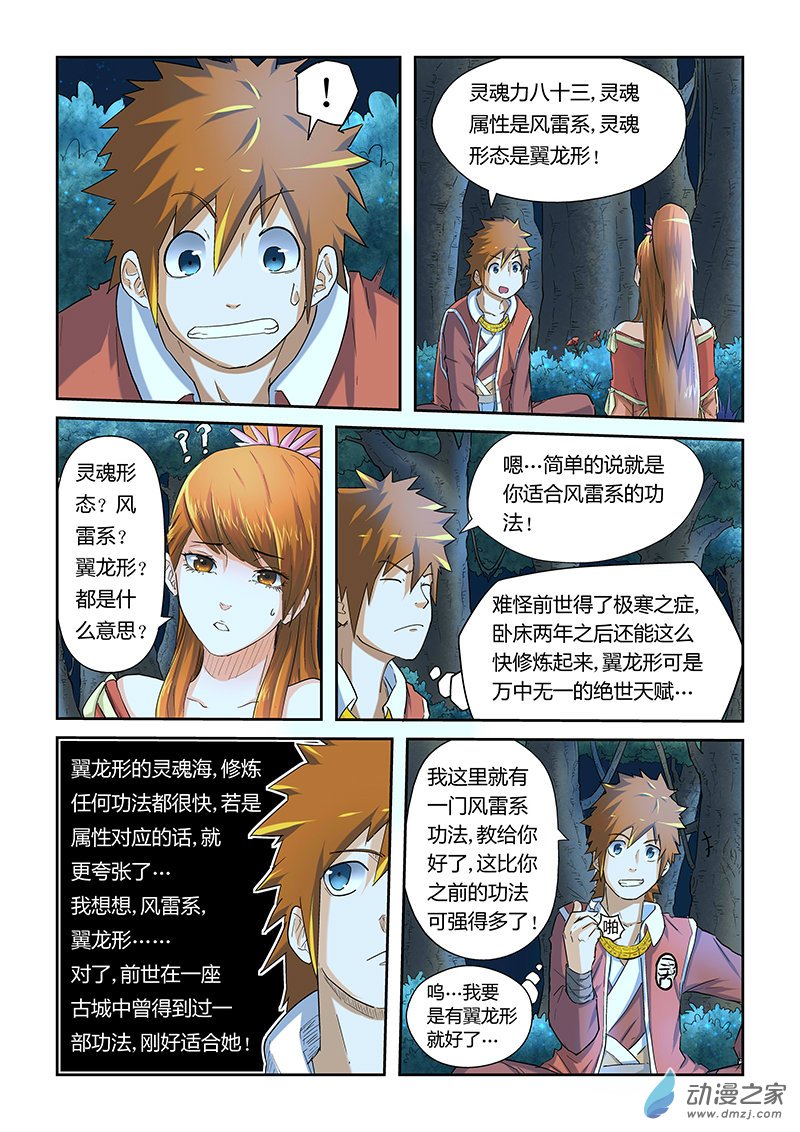 ！
灵魂力八十三，灵魂
属性是风雷系，灵魂
形态是翼龙形！
？？
灵魂形
态？风
雷系？
翼龙形？
都是什
么意思？
嗯…简单的说就是
你适合风雷系的功
法！
难怪前世得了极寒之症，
卧床两年之后还能这么
快修炼起来，翼龙形可是
万中无一的绝世天赋…
翼龙形的灵魂海，修炼
任何功法都很快，若是
属性对应的话，就
更夸张了…
我想想，风雷系，
翼龙形……
对了，前世在一座
古城中曾得到过一
部功法，刚好适合她！
我这里就有
一门风雷系
功法，教给你
好了，这比你
之前的功法
可强得多了！
啪
呜…我要
是有翼龙形
就好了…
动漫之家
www.dmzj.com